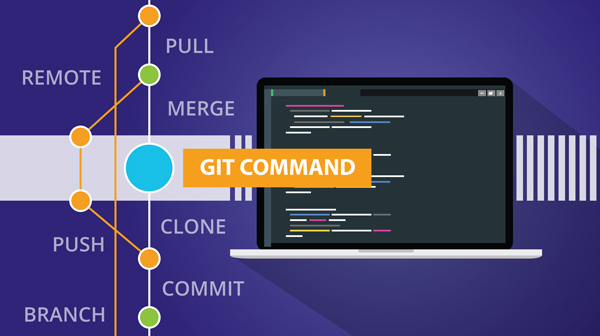 PULL
REMOTE
MERGE
GIT COMMAND
CLONE
PUSH
COMMIT
BRANCH